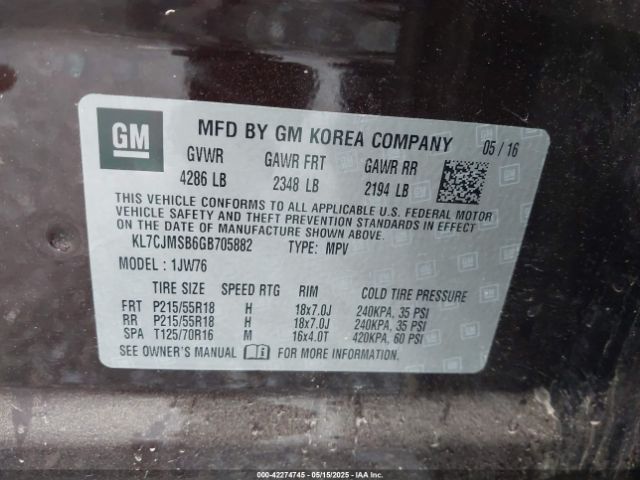 GM
MFD BY GM KOREA COMPANY 05 / 16
GVWR GAWR FRT GAWR RR
4286 LB 2348 LB 2194 LB
THIS VEHICLE CONFORMS TO ALL APPLICABLE U.S. FEDERAL MOTOR
VEHICLE SAFETY AND THEFT PREVENTION STANDARDS IN EFFECT
ON DATE OF MANUFACTURE SHOWN ABOVE.
KL7CJMSB6GB705882 TYPE: MPV
MODEL : 1JW76
TIRE SIZE SPEED RTG RIM COLD TIRE PRESSURE
FRT P215/55R18 H 18x7.0J 240KPA, 35 PSI
RR P215/55R18 H 18x7.0J 240KPA, 35 PSI
SPA T125/70R16 M 16x4.0T 420KPA, 60 PSI
SEE OWNER'S MANUAL FOR MORE INFORMATION.
000-42274745 - 05/15/2025 - IAAI Inc.